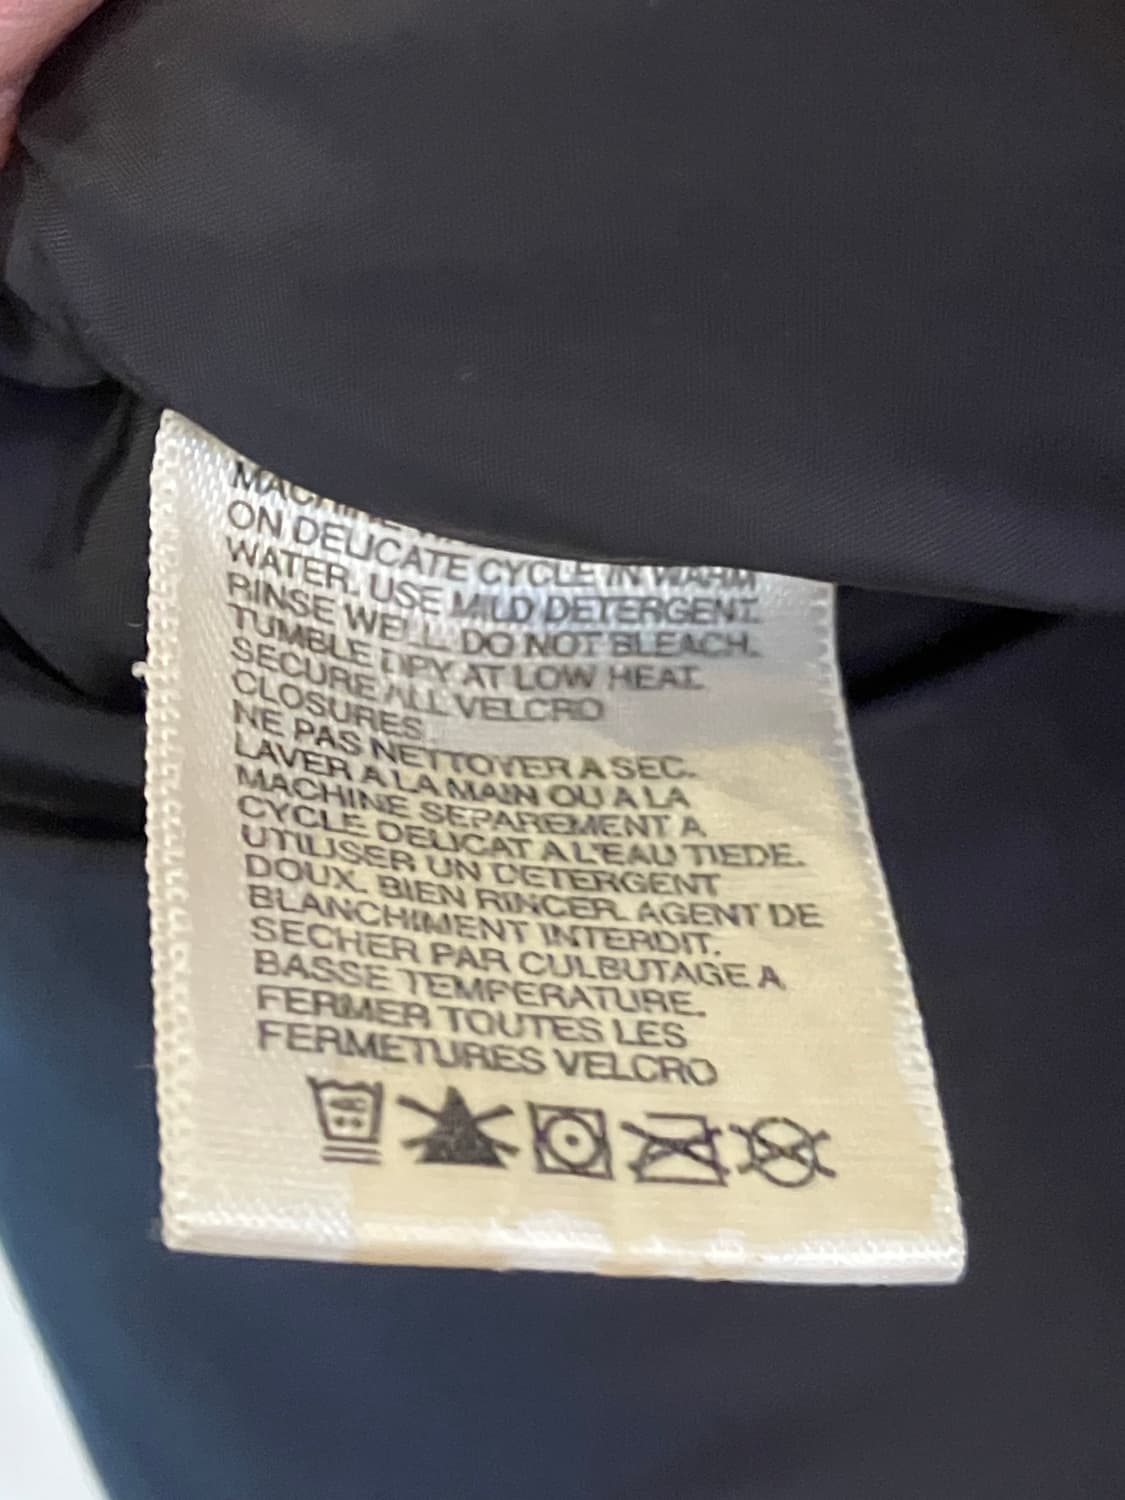 MACHINE
ON DELICATE CYCLE IN WARM
WATER. USE MILD DETERGENT.
RINSE WELL. DO NOT BLEACH.
TUMBLE DRY AT LOW HEAT.
SECURE ALL VELCRO
CLOSURES
NE PAS NETTOYER A SEC.
LAVER A LA MAIN OU A LA
MACHINE SEPAREMENT A
CYCLE DELICAT A L'EAU TIEDE.
UTILISER UN DETERGENT
DOUX. BIEN RINCER. AGENT DE
BLANCHIMENT INTERDIT.
SECHER PAR CULBUTAGE A
BASSE TEMPERATURE.
FERMER TOUTES LES
FERMETURES VELCRO